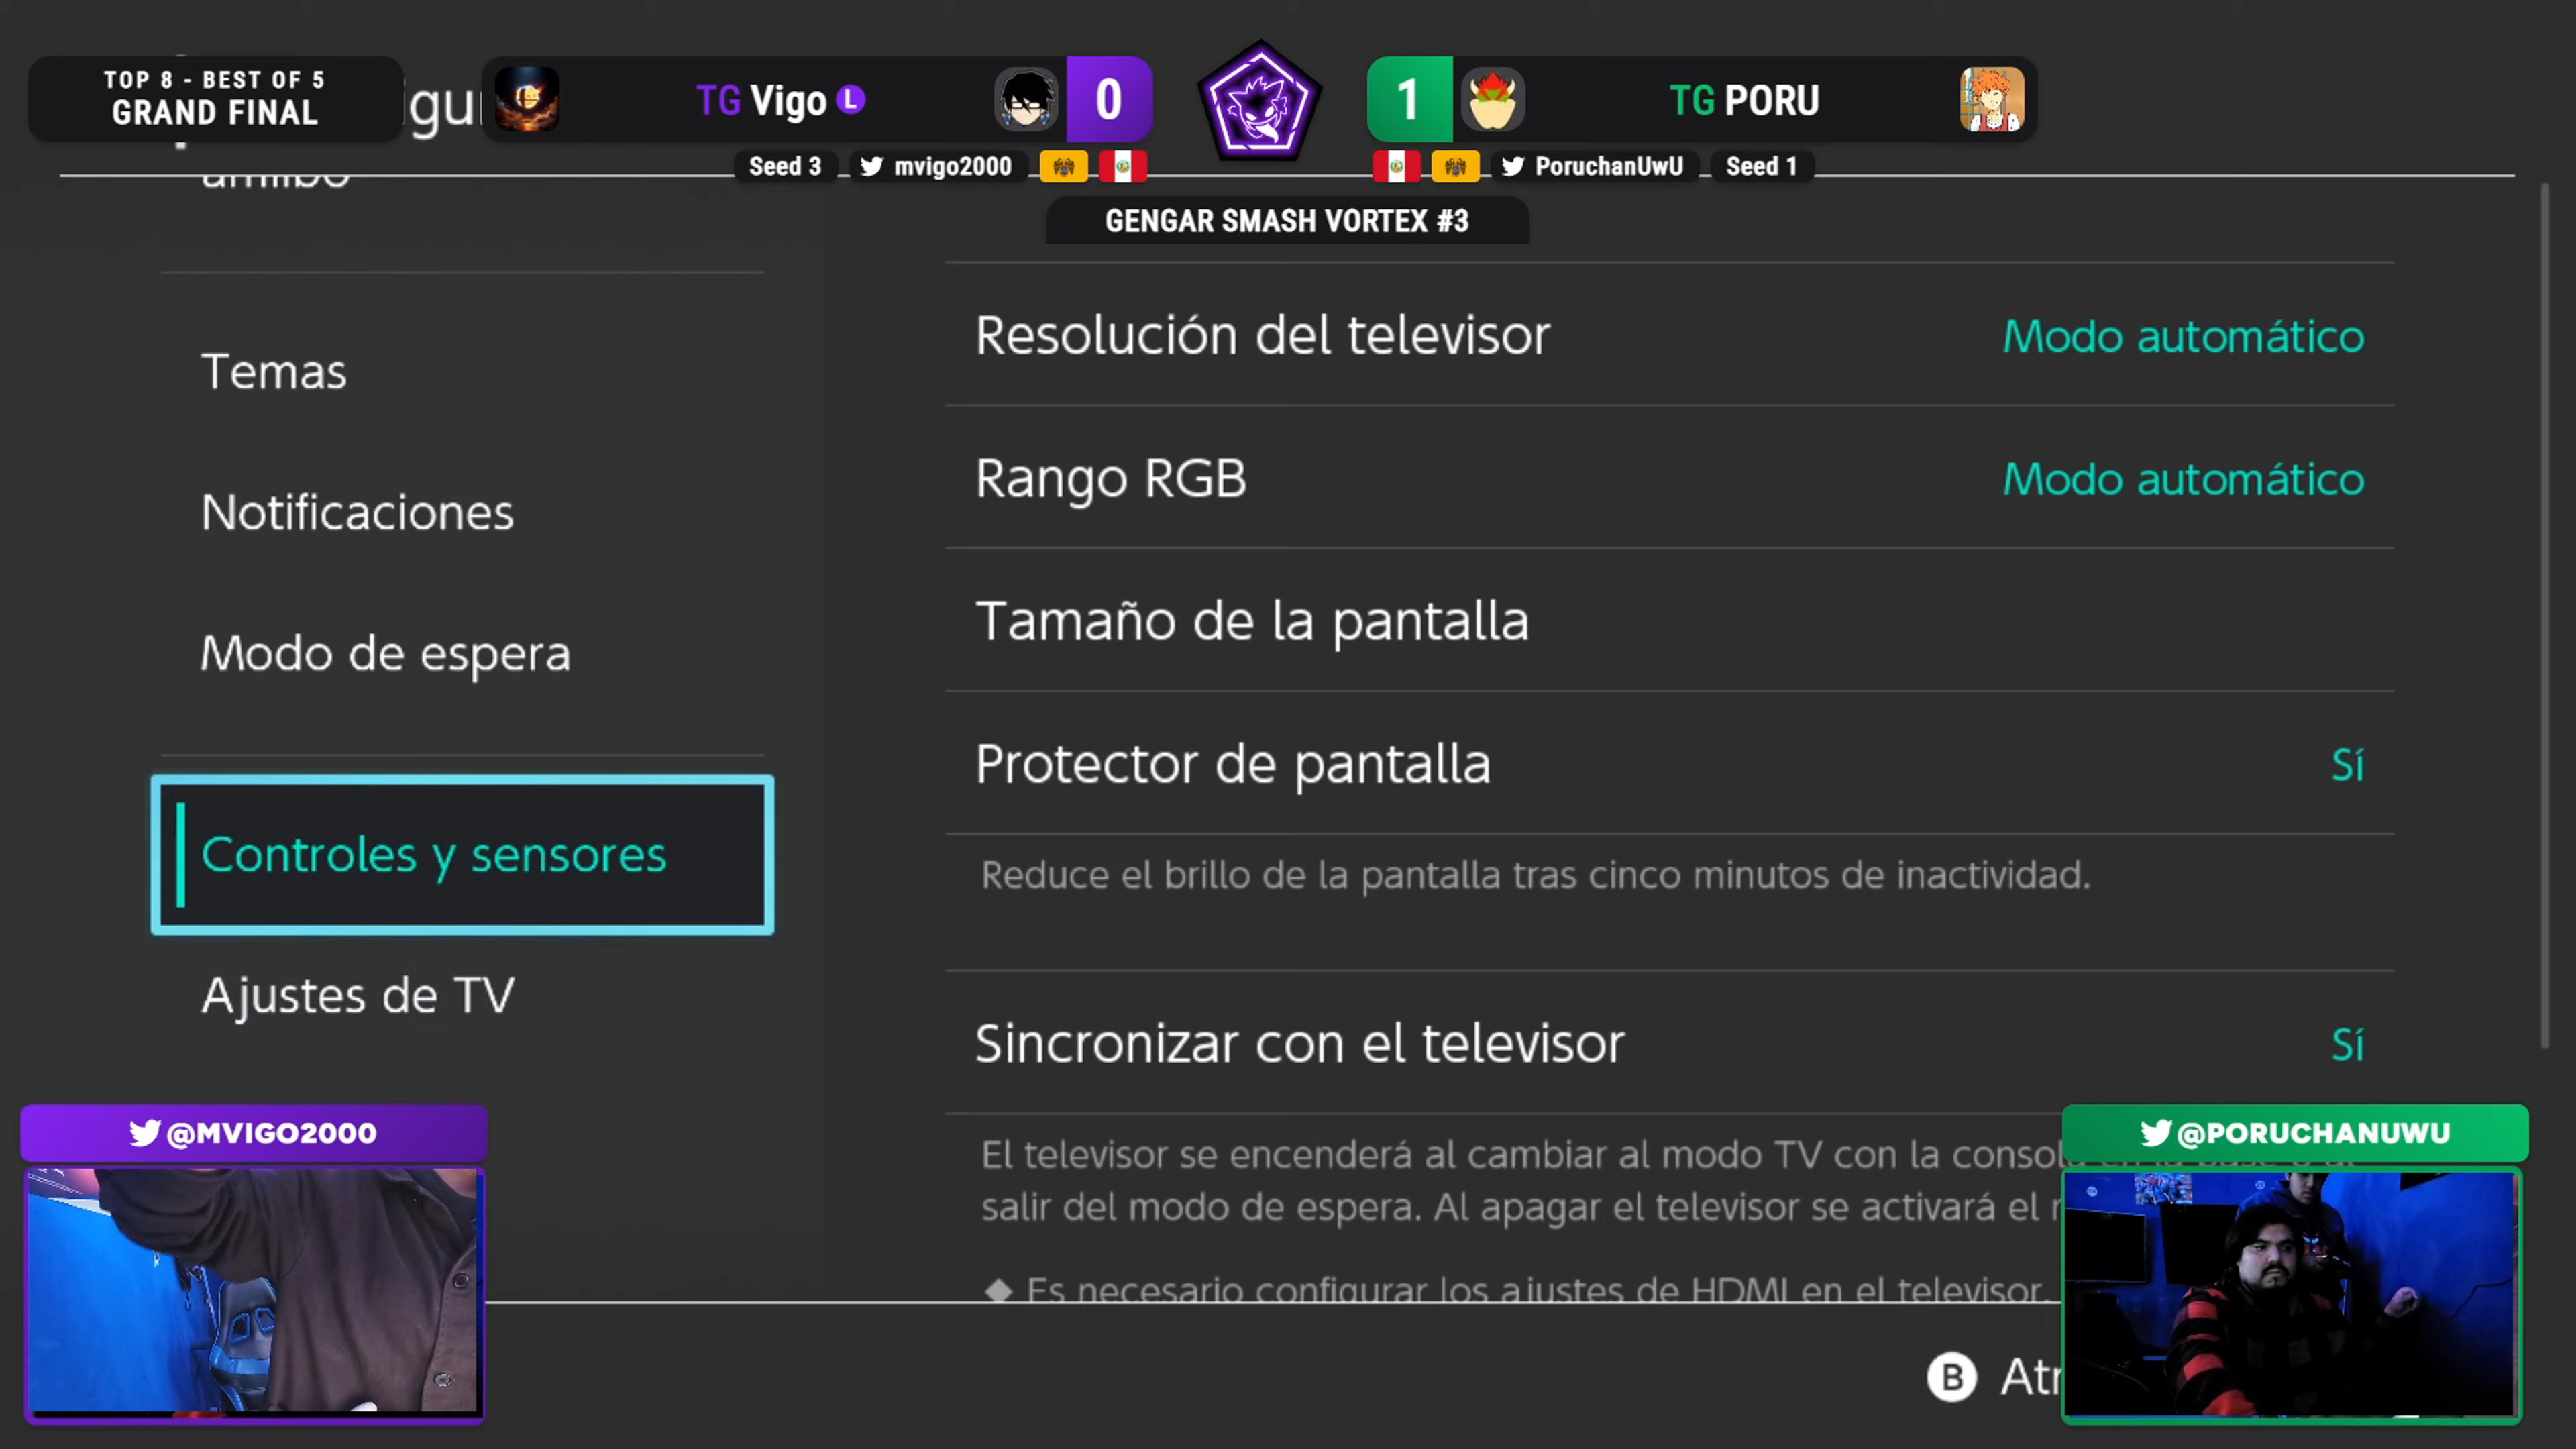 TOP 8 - BEST OF 5
GRAND FINAL
TG Vigo L
0
1
TG PORU
Seed 3
mvigo2000
PoruchanUwU
Seed 1
GENGAR SMASH VORTEX #3
amiibo
Temas
Notificaciones
Modo de espera
Controles y sensores
Ajustes de TV
Resolución del televisor
Modo automático
Rango RGB
Modo automático
Tamaño de la pantalla
Protector de pantalla
Sí
Reduce el brillo de la pantalla tras cinco minutos de inactividad.
Sincronizar con el televisor
Sí
El televisor se encenderá al cambiar al modo TV con la consola
salir del modo de espera. Al apagar el televisor se activará el
◆ Es necesario configurar los ajustes de HDMI en el televisor.
B
@MVIGO2000
@PORUCHANUWU